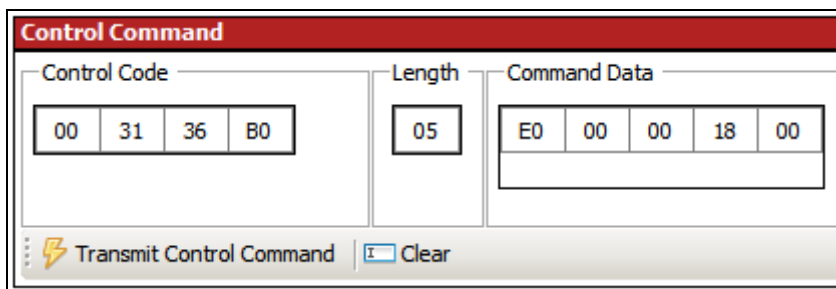 Control Command
Control Code Length Command Data
00 31 36 B0 05 E0 00 00 18 00
Transmit Control Command Clear